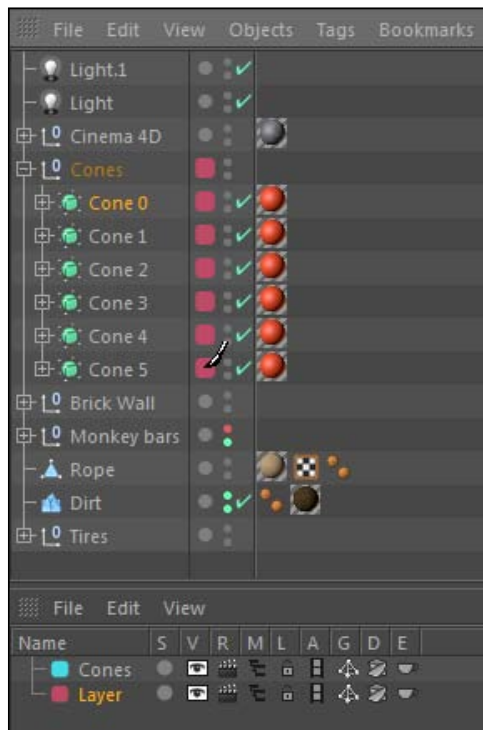 File Edit View Objects Tags Bookmarks
Light.1
Light
Cinema 4D
Cones
Cone 0
Cone 1
Cone 2
Cone 3
Cone 4
Cone 5
Brick Wall
Monkey bars
Rope
Dirt
Tires
File Edit View
Name S V R M L A G D E
Cones
Layer